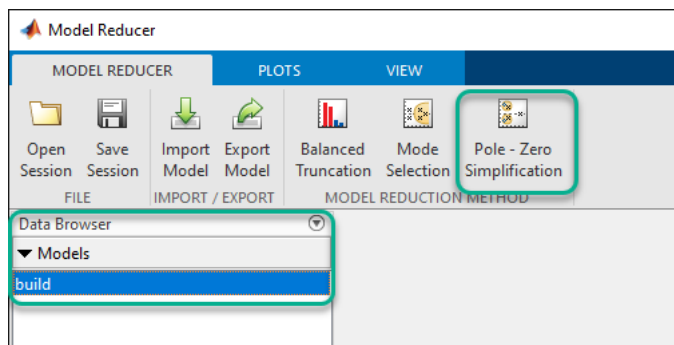 Model Reducer
MODEL REDUCER PLOTS VIEW
Open Save Import Export Balanced Mode Pole - Zero
Session Session Model Model Truncation Selection Simplification
FILE IMPORT / EXPORT MODEL REDUCTION METHOD
Data Browser
Models
build